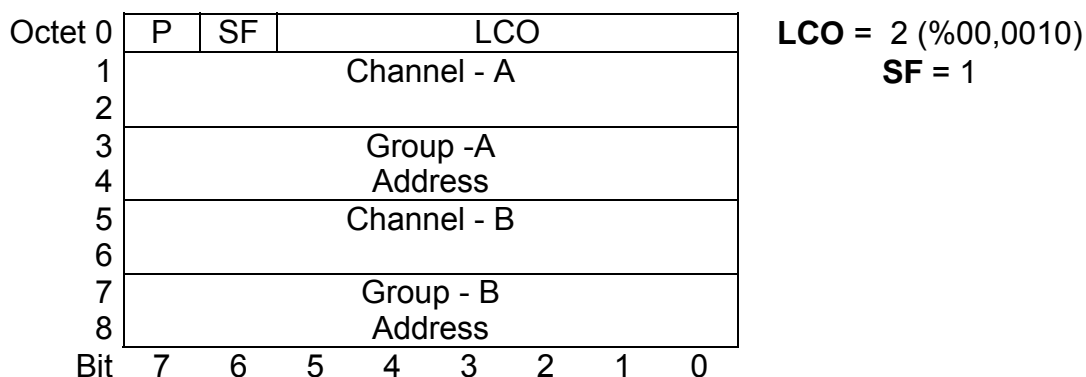 Octet 0 P SF LCO LCO = 2 (%00,0010)
1 Channel - A SF = 1
2
3 Group -A
4 Address
5 Channel - B
6
7 Group - B
8 Address
Bit 7 6 5 4 3 2 1 0